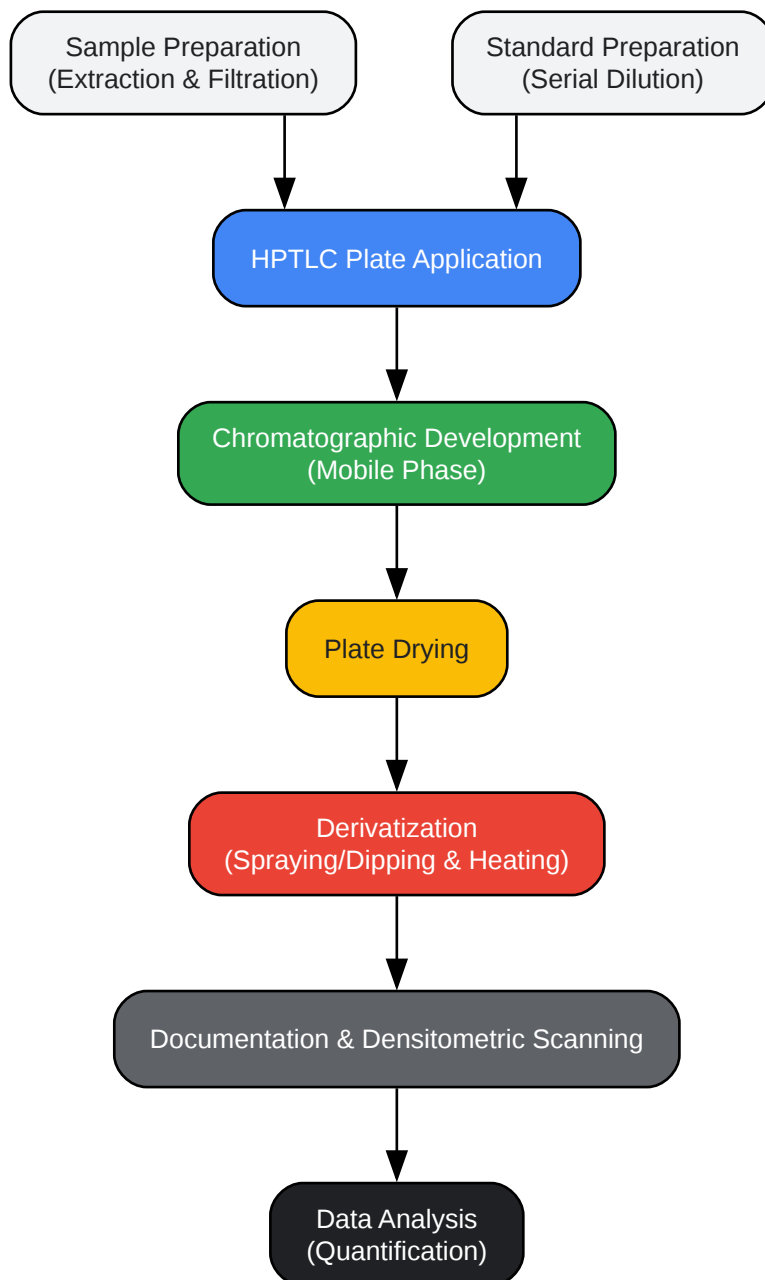 Sample Preparation
(Extraction & Filtration)
Standard Preparation
(Serial Dilution)
HPTLC Plate Application
Chromatographic Development
(Mobile Phase)
Plate Drying
Derivatization
(Spraying/Dipping & Heating)
Documentation & Densitometric Scanning
Data Analysis
(Quantification)